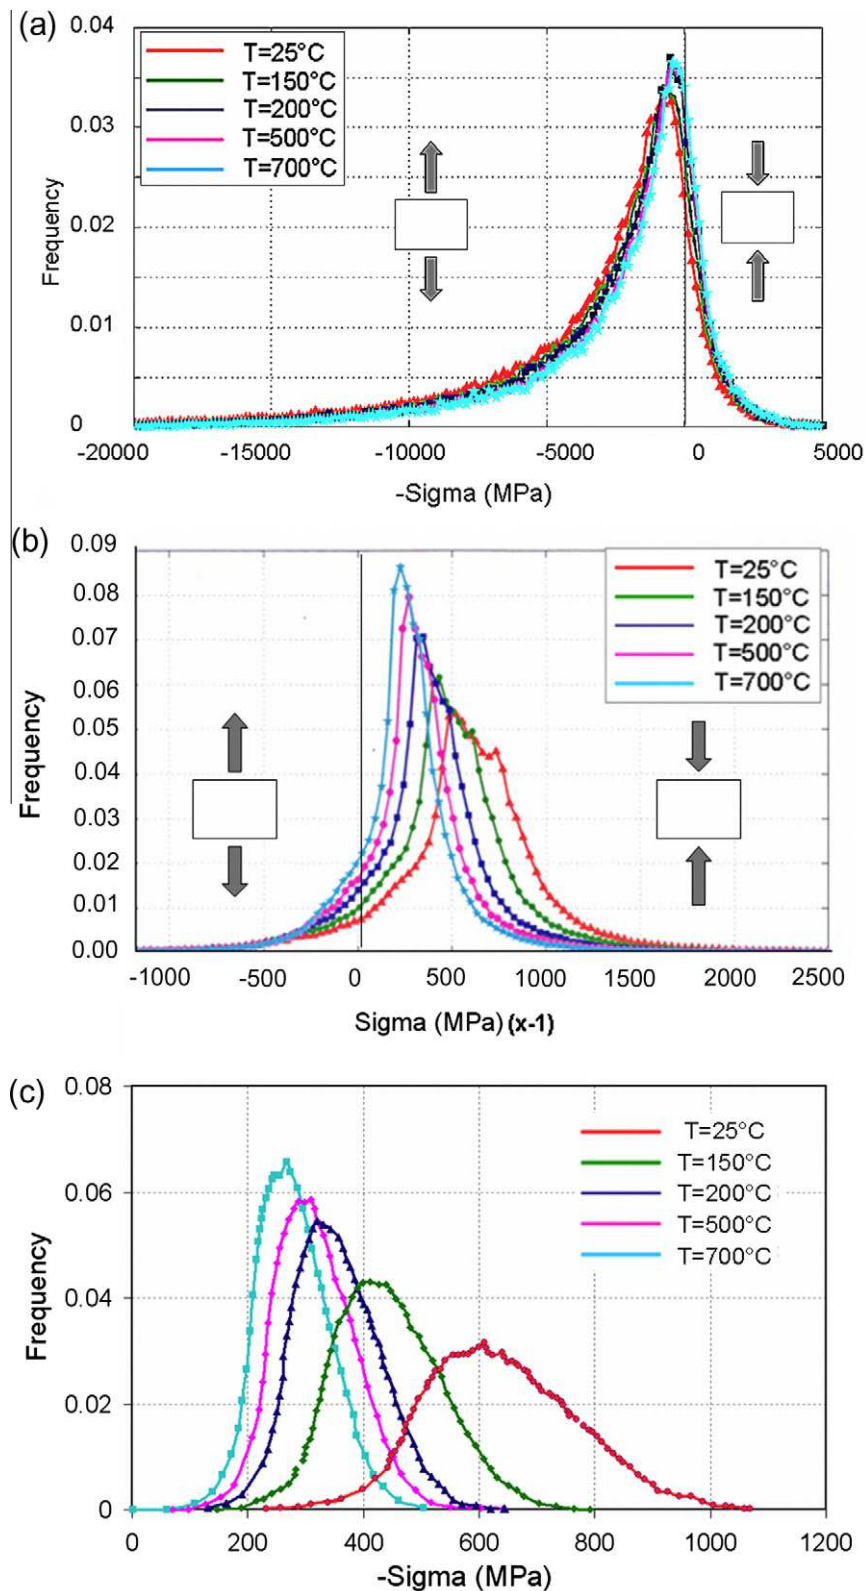 (a)
0.04
0.03
0.02
0.01
0
Frequency
T=25°C
T=150°C
T=200°C
T=500°C
T=700°C
-20000 -15000 -10000 -5000 0 5000
-Sigma (MPa)
(b)
0.09
0.08
0.07
0.06
0.05
0.04
0.03
0.02
0.01
0.00
Frequency
T=25°C
T=150°C
T=200°C
T=500°C
T=700°C
-1000 -500 0 500 1000 1500 2000 2500
Sigma (MPa) (x-1)
(c)
0.08
0.06
0.04
0.02
0
Frequency
T=25°C
T=150°C
T=200°C
T=500°C
T=700°C
0 200 400 600 800 1000 1200
-Sigma (MPa)